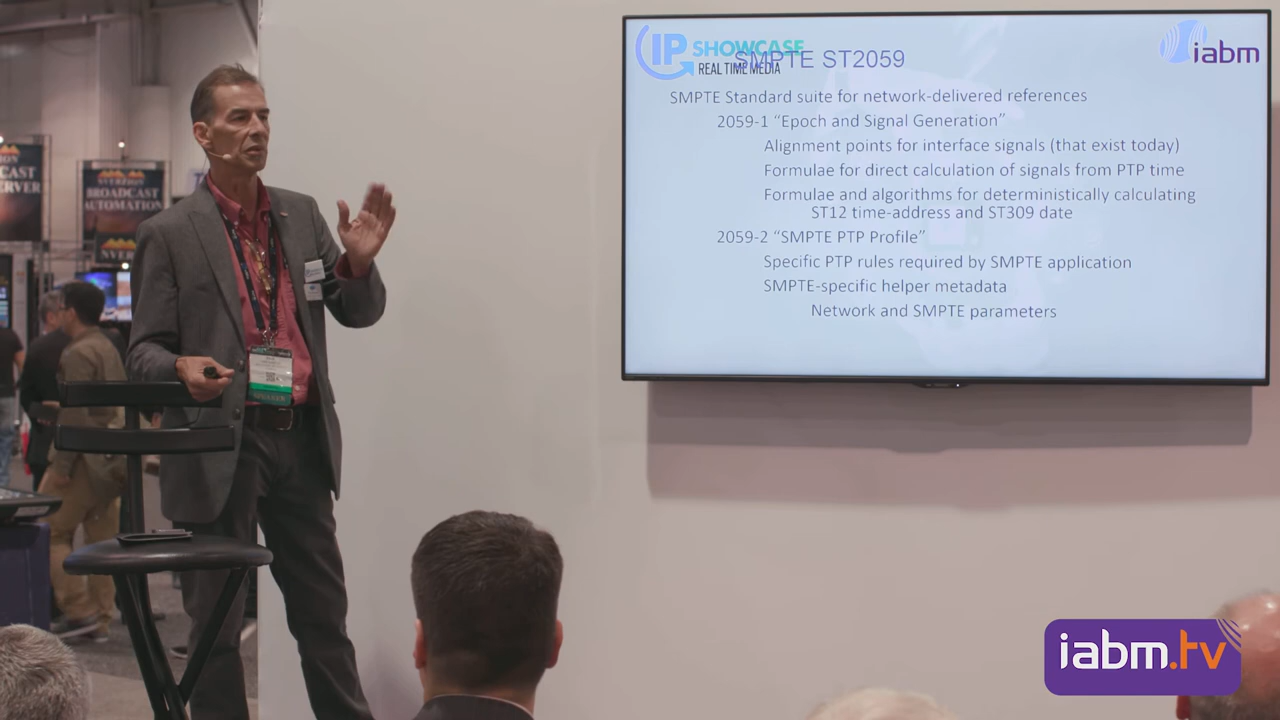 IP SHOWCASE
REAL TIME MEDIA
SMPTE ST2059
iabm
SMPTE Standard suite for network-delivered references
2059-1 “Epoch and Signal Generation”
Alignment points for interface signals (that exist today)
Formulae for direct calculation of signals from PTP time
Formulae and algorithms for deterministically calculating
ST12 time-address and ST309 date
2059-2 “SMPTE PTP Profile”
Specific PTP rules required by SMPTE application
SMPTE-specific helper metadata
Network and SMPTE parameters
BROADCAST
AUTOMATION
iabm.tv